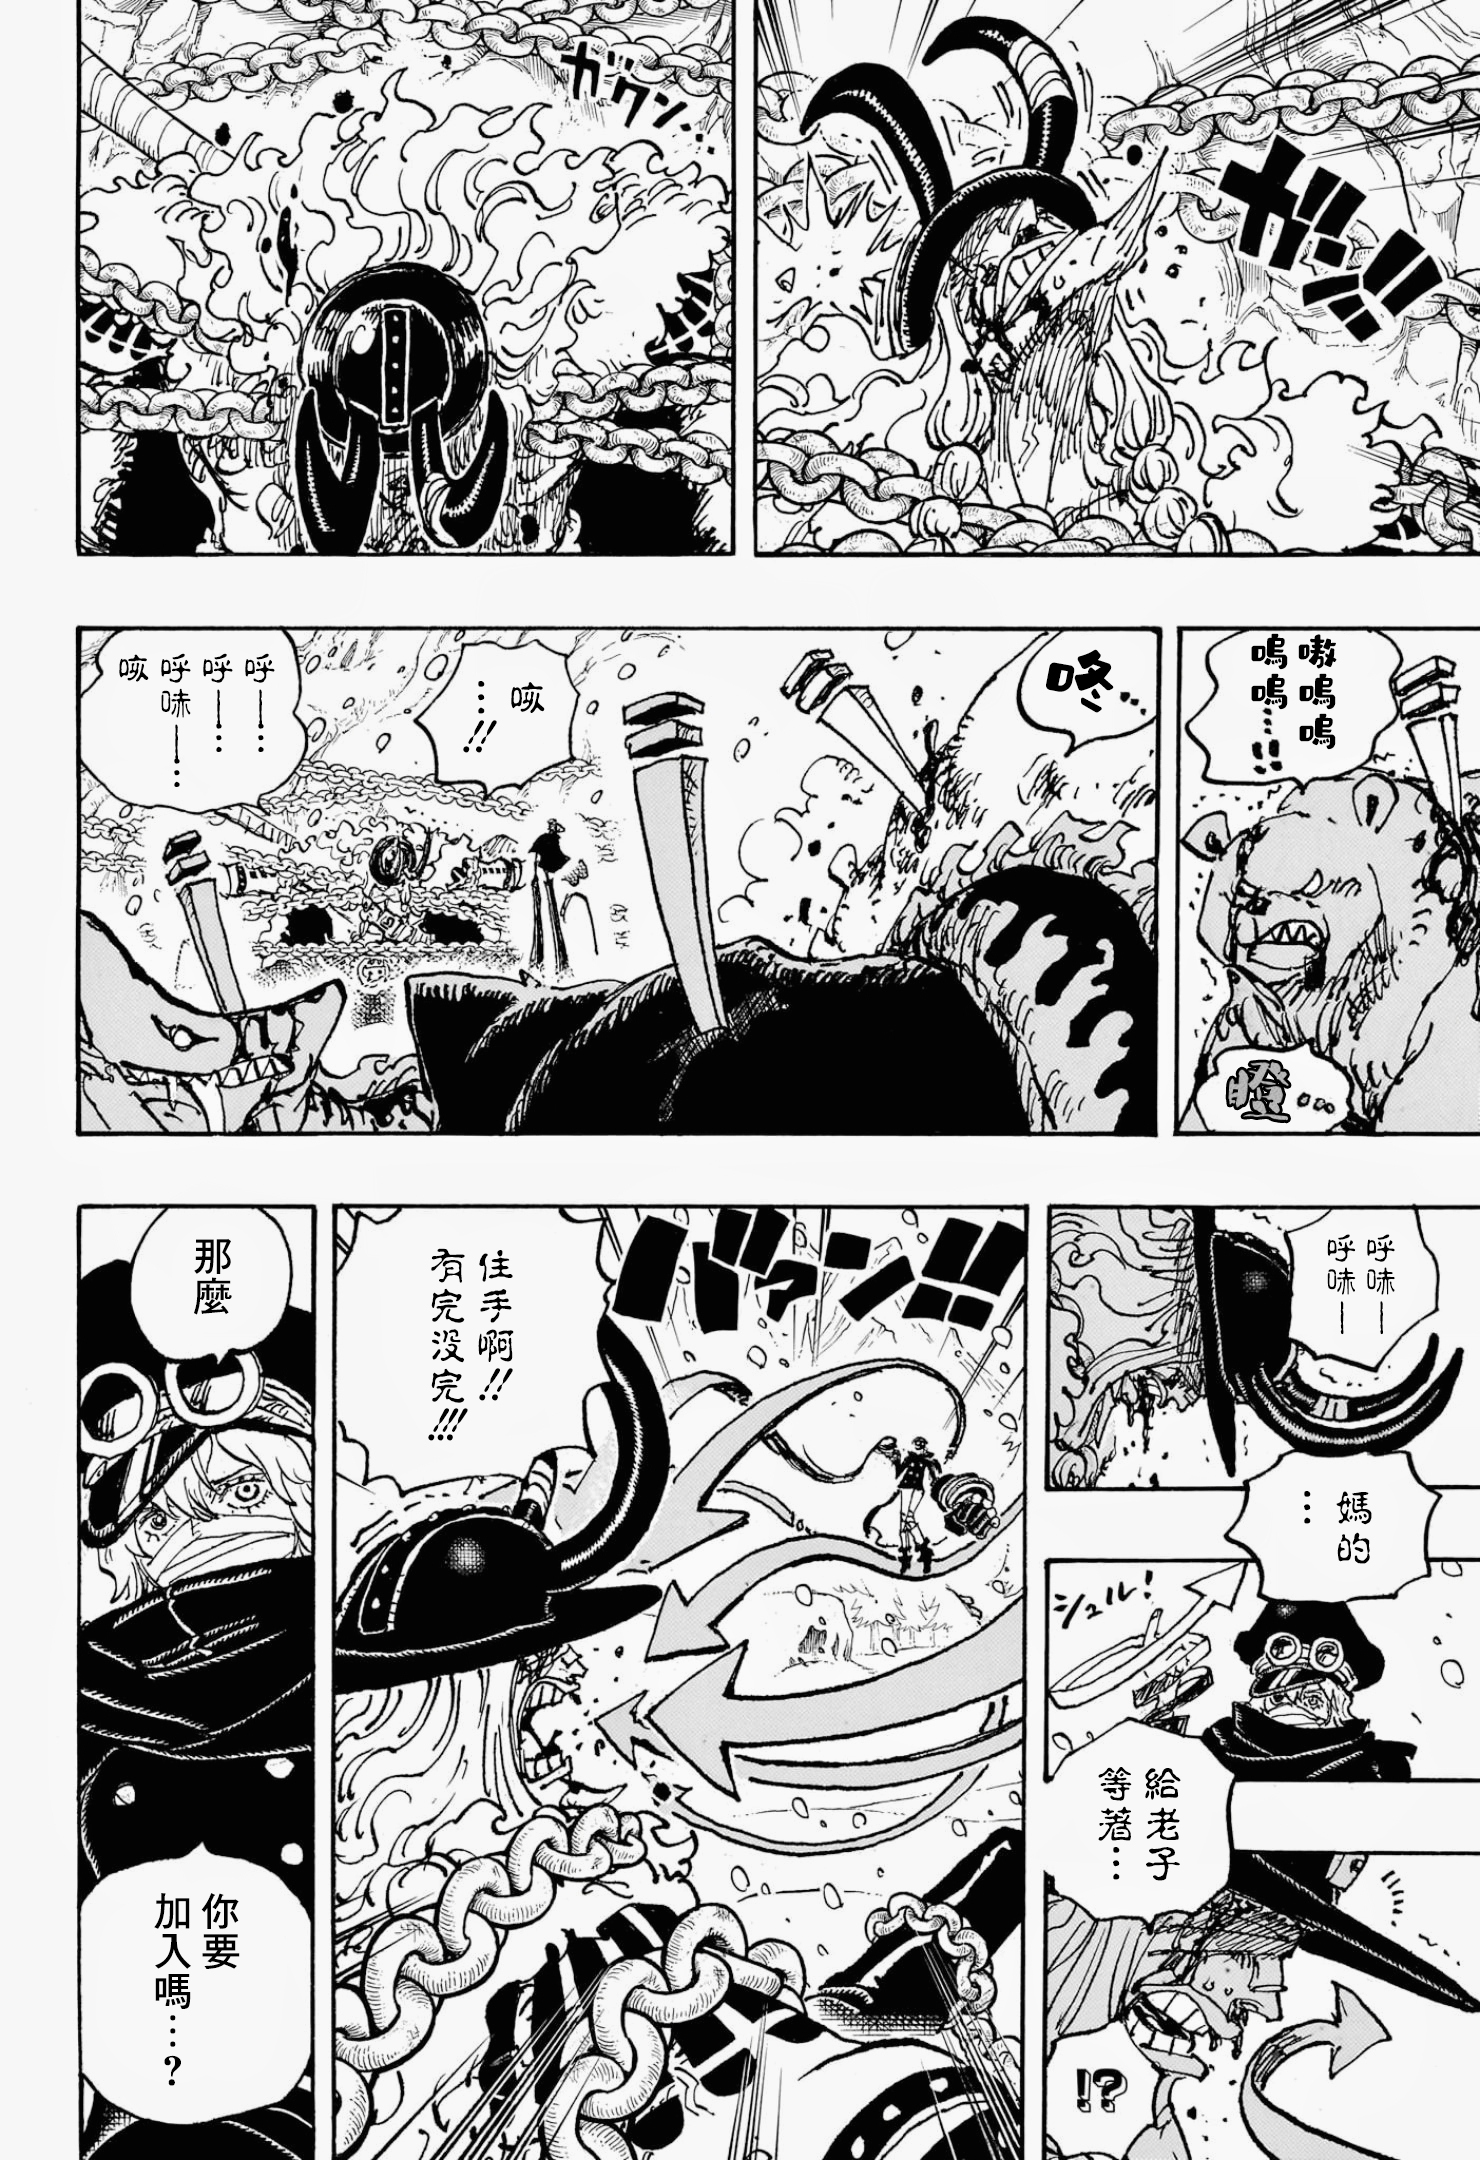 ガン!!
ガクン…
嗷嗚嗚
嗚嗚…!!
瞪…
咚…
咳
…!!
呼—…
呼—…
呼哧—…
咳
呼哧—
呼哧—
媽的
…
シュル!
給老子
等著…
!?
バァン!!
住手啊!!
有完没完!!!
那麼
你要
加入嗎…?